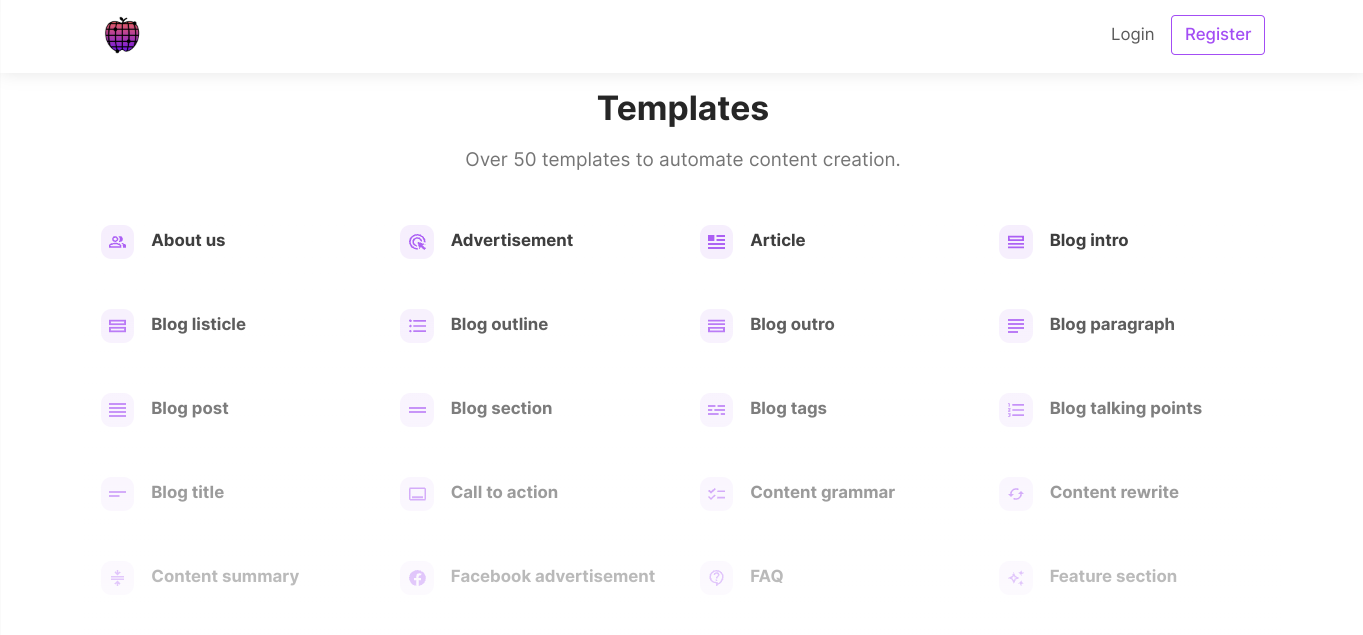 Login Register
Templates
Over 50 templates to automate content creation.
About us Advertisement Article Blog intro
Blog listicle Blog outline Blog outro Blog paragraph
Blog post Blog section Blog tags Blog talking points
Blog title Call to action Content grammar Content rewrite
Content summary Facebook advertisement FAQ Feature section